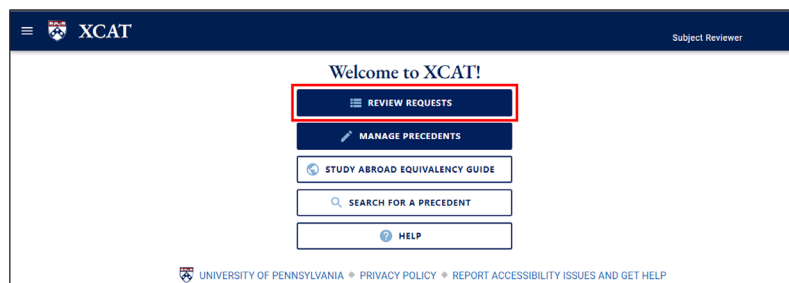 XCAT
Subject Reviewer
Welcome to XCAT!
REVIEW REQUESTS
MANAGE PRECEDENTS
STUDY ABROAD EQUIVALENCY GUIDE
SEARCH FOR A PRECEDENT
? HELP
UNIVERSITY OF PENNSYLVANIA ◆ PRIVACY POLICY ◆ REPORT ACCESSIBILITY ISSUES AND GET HELP